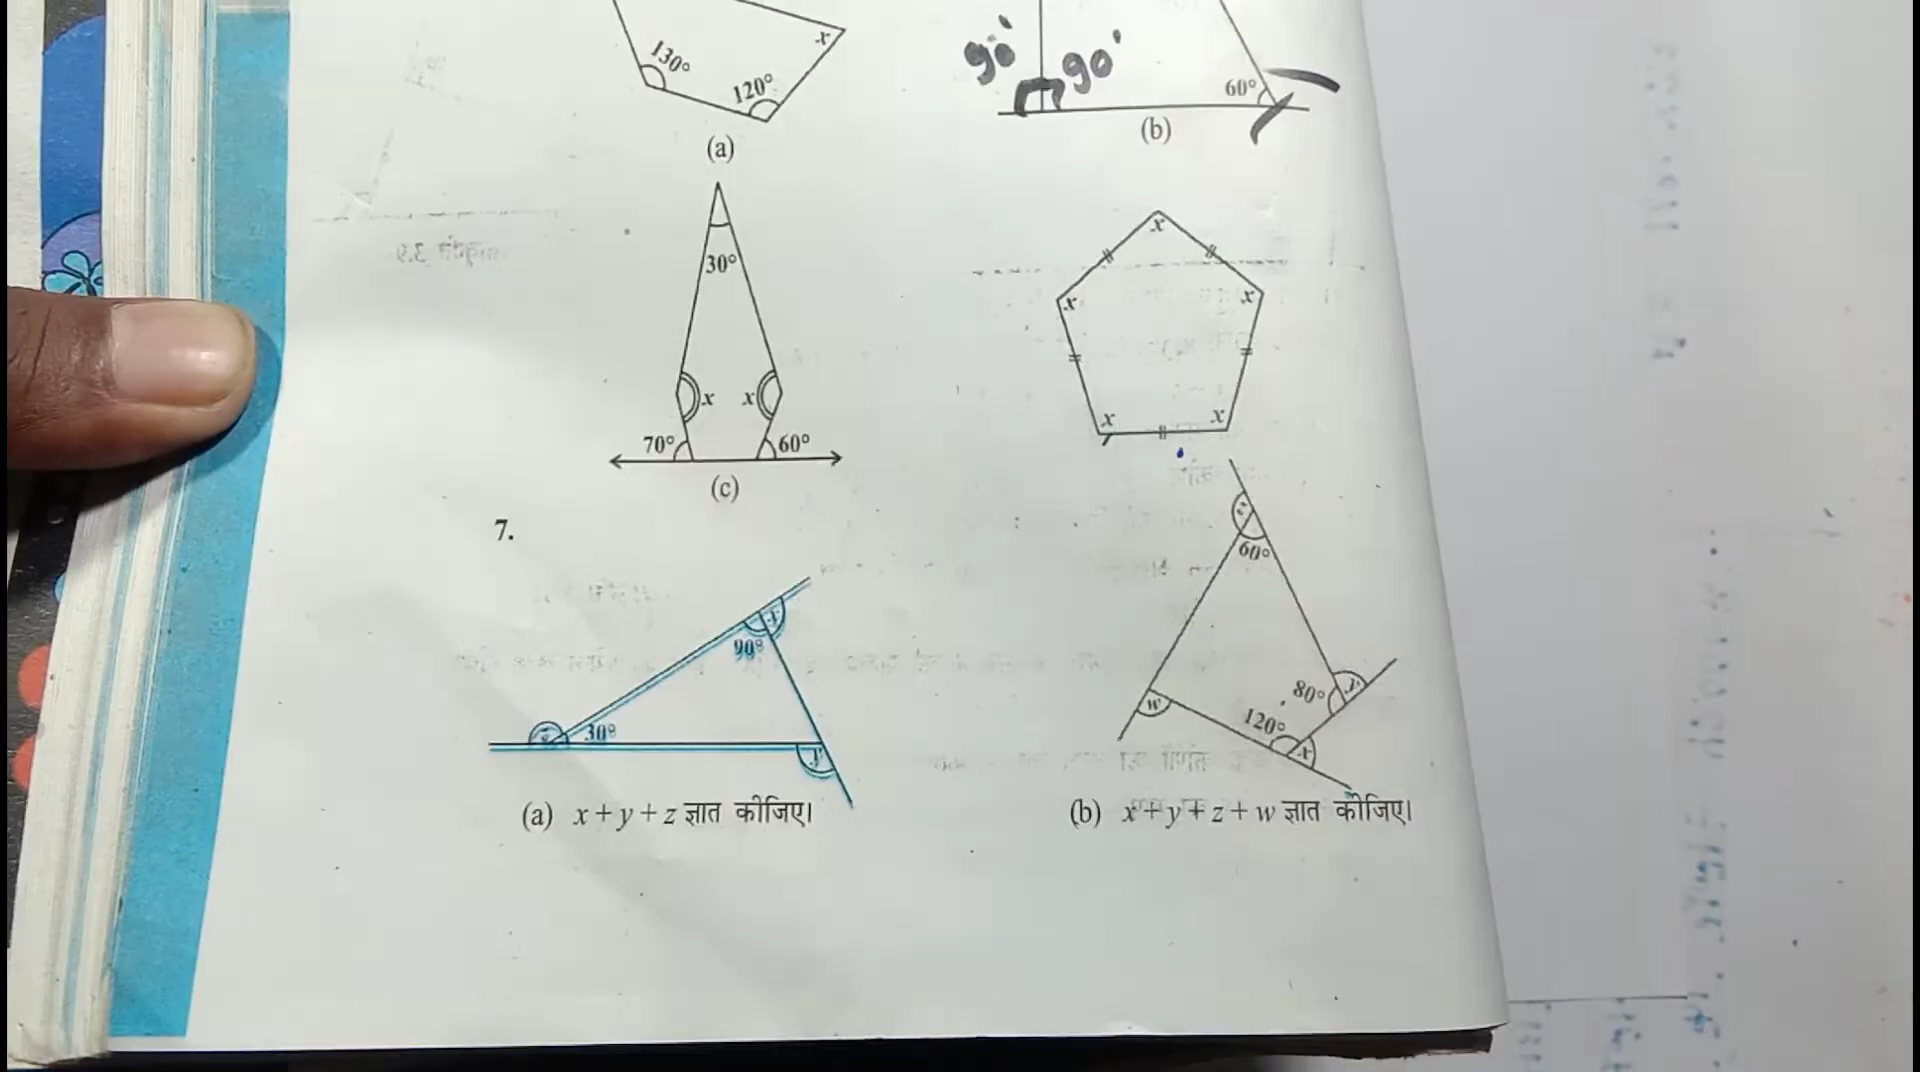 130°
120°
x
(a)
90°
90°
60°
(b)
30°
x
x
70°
60°
(c)
x
x
x
x
x
7.
90°
x
30°
z
y
(a) x + y + z ज्ञात कीजिए।
z
60°
80°
y
120°
x
w
(b) x + y + z + w ज्ञात कीजिए।